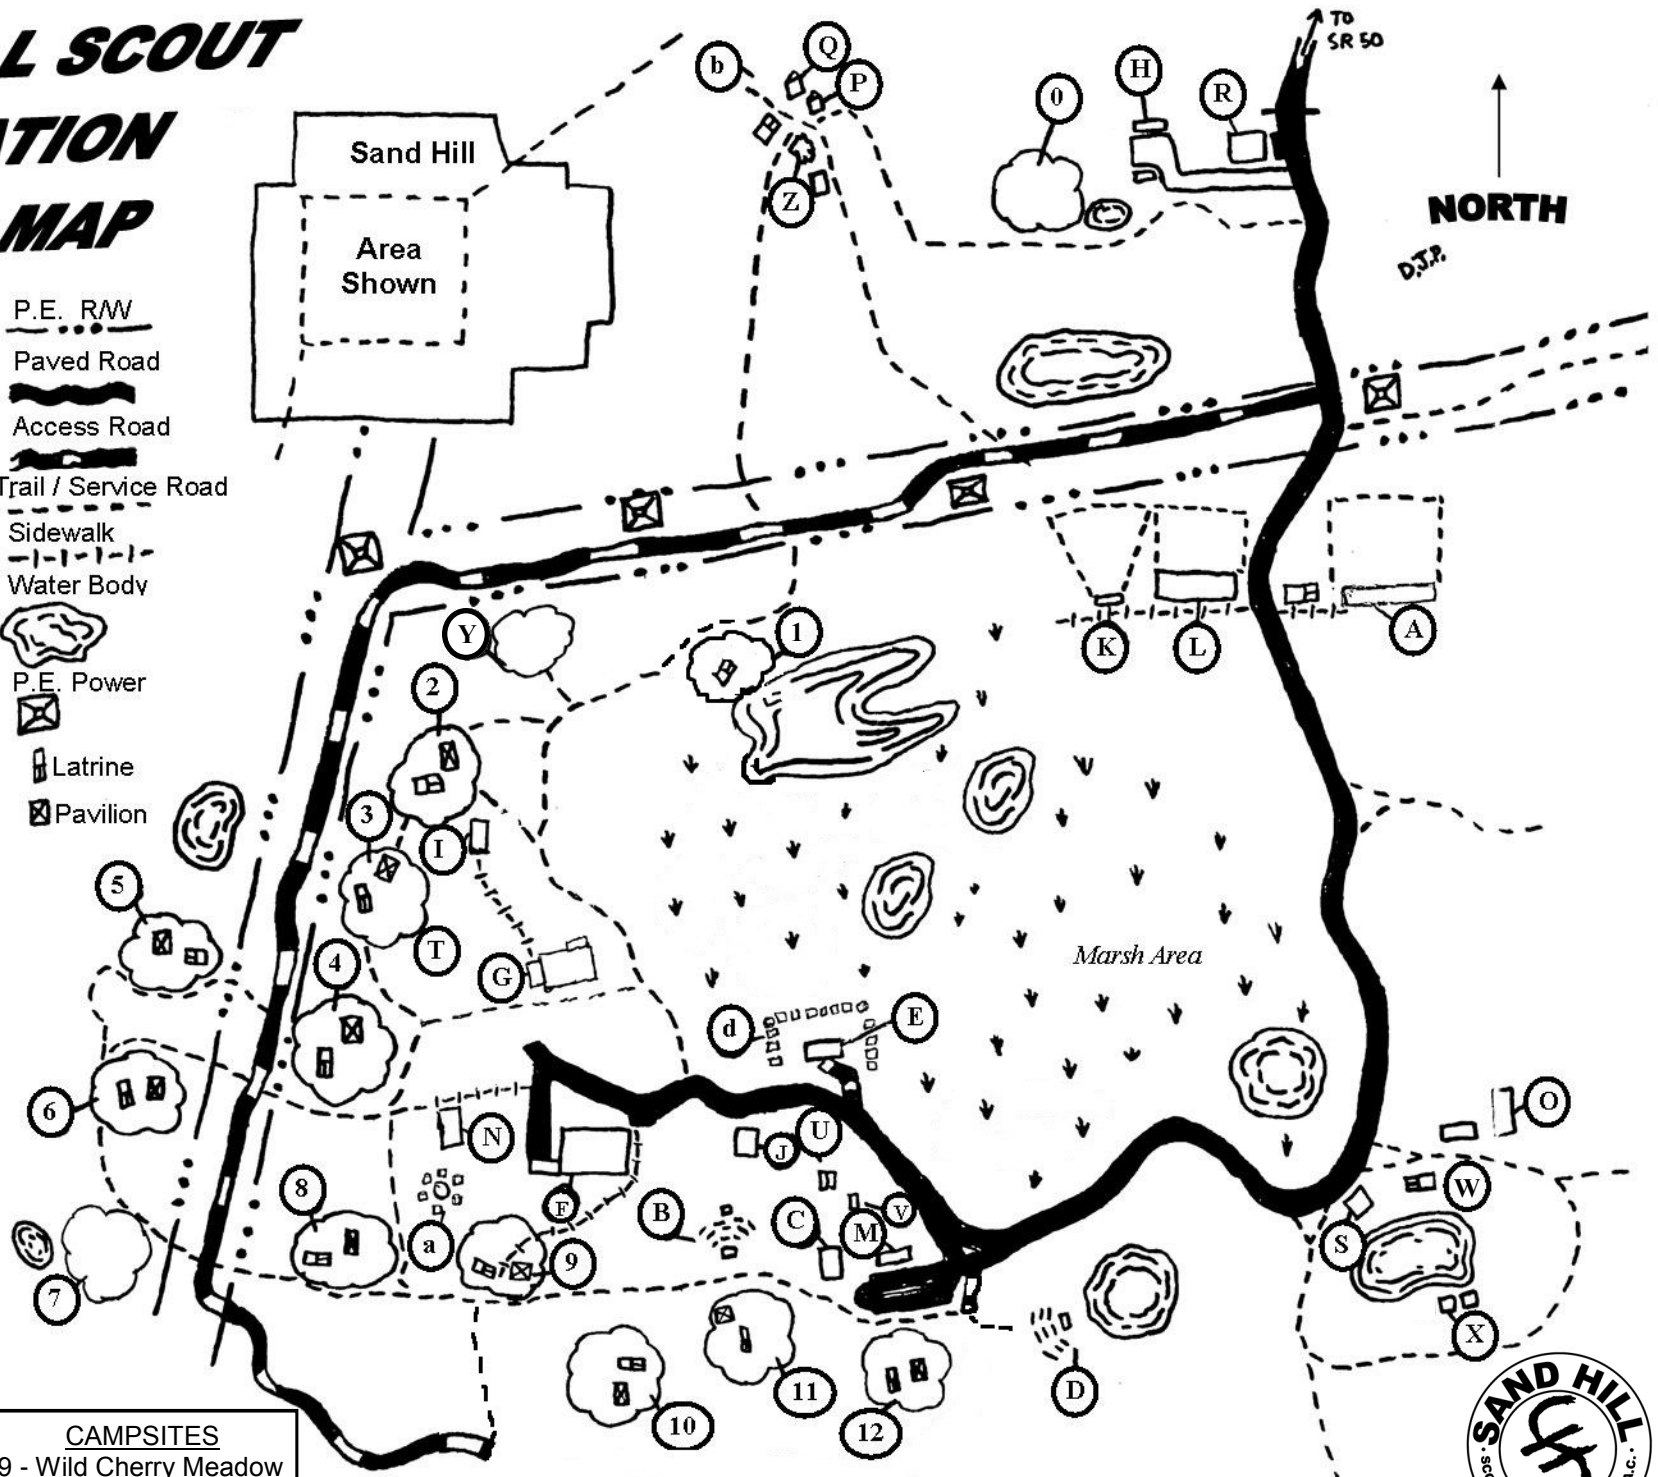 L SCOUT
ATION
MAP
Sand Hill
Area
Shown
P.E. R/W
Paved Road
Access Road
Trail / Service Road
Sidewalk
Water Body
P.E. Power
Latrine
Pavilion
TO
SR 50
NORTH
D.J.P.
b
Q
P
Z
0
H
R
K
L
A
Y
1
2
3
I
5
T
4
G
6
d
E
Marsh Area
N
J
U
O
8
F
B
V
W
a
9
C
M
S
7
10
11
12
D
X
CAMPSITES
9 - Wild Cherry Meadow
SAND HILL